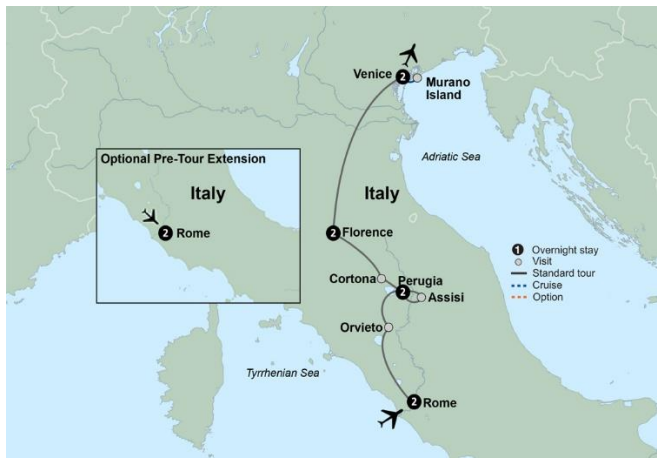 Venice
2
Murano
Island
Adriatic Sea
Optional Pre-Tour Extension
Italy
2
Rome
Italy
2
Florence
1
Overnight stay
Visit
Standard tour
Cruise
Option
Cortona
Perugia
2
Assisi
Orvieto
Tyrrhenian Sea
2
Rome